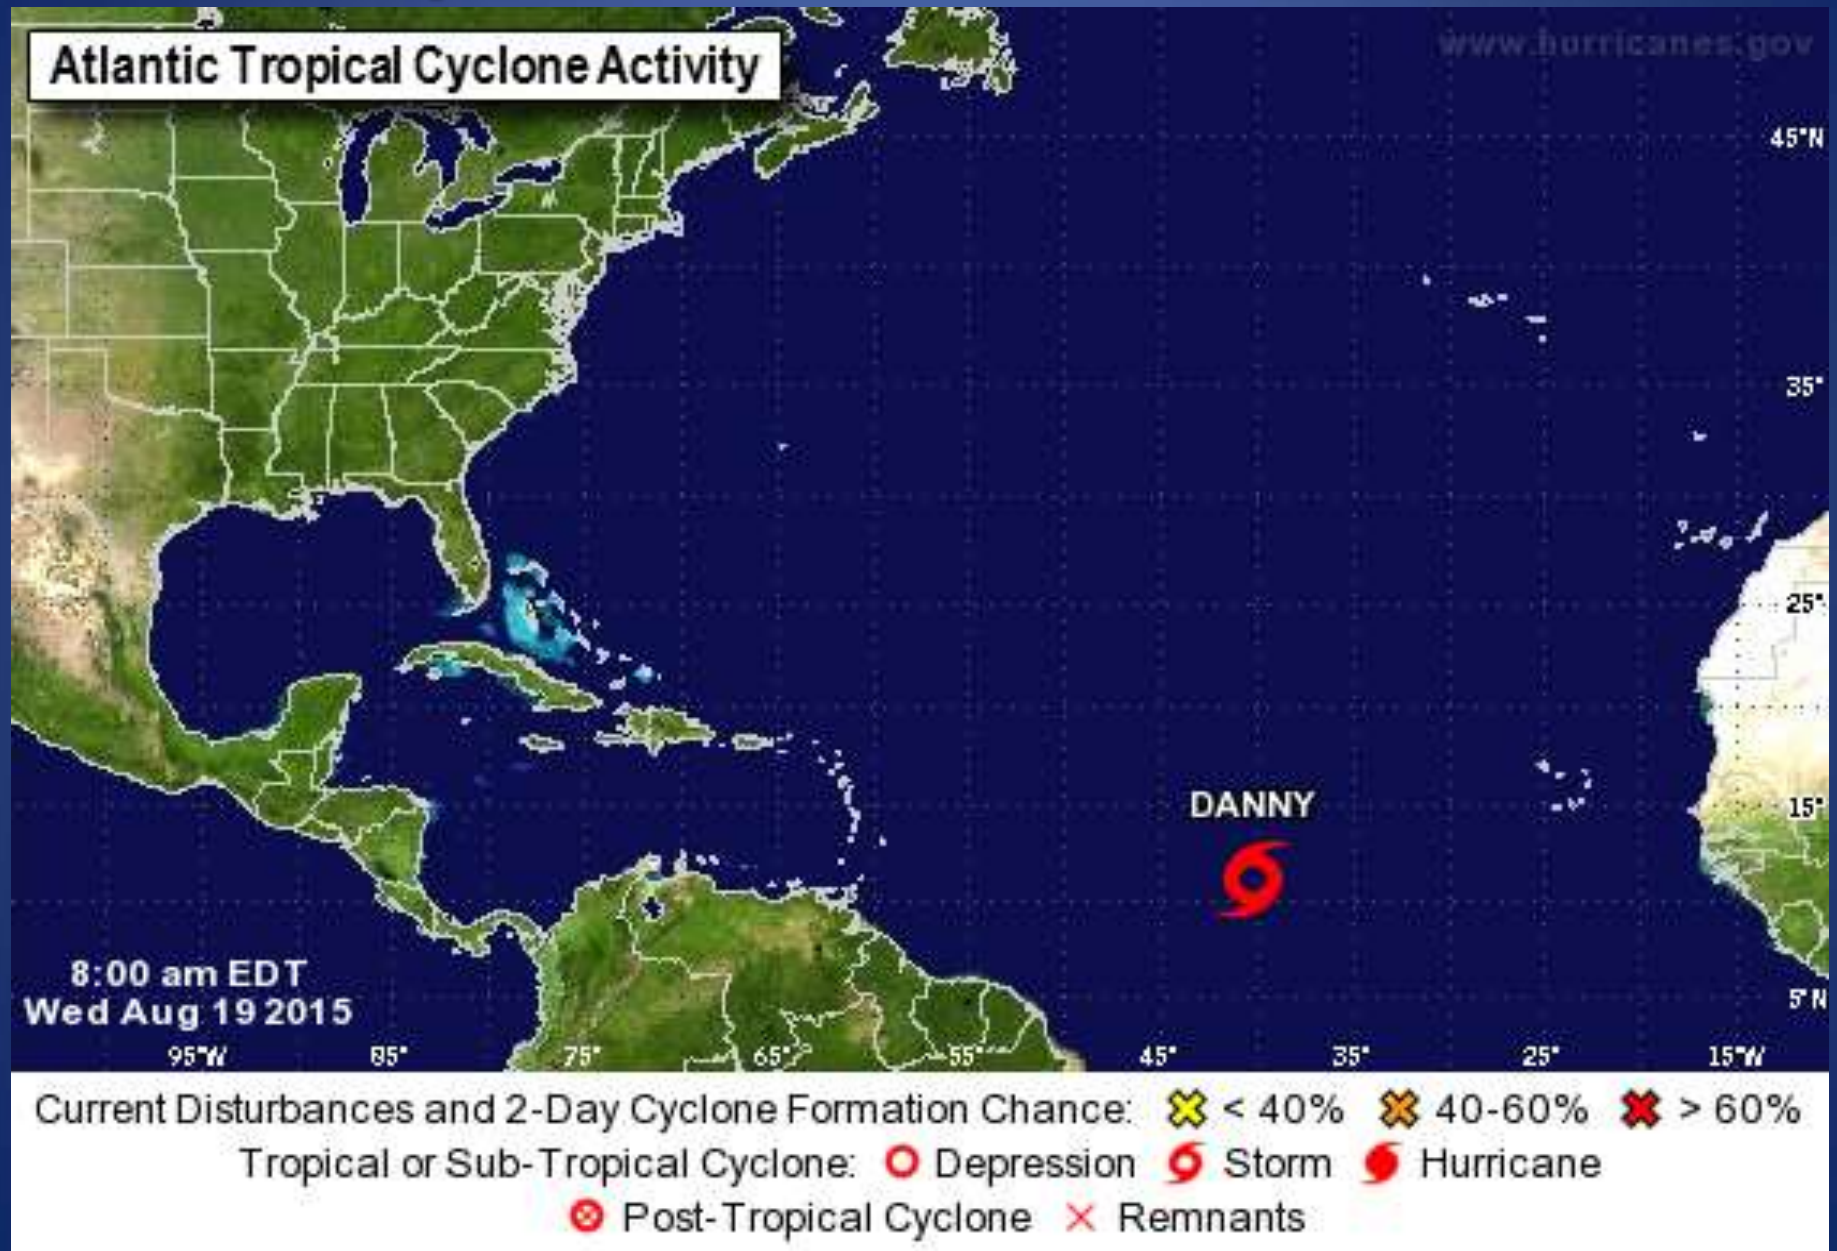 Atlantic Tropical Cyclone Activity
www.hurricanes.gov
45°N
35°
25°
DANNY
15°
8:00 am EDT
Wed Aug 19 2015
5°N
95°W 85° 75° 65° 55° 45° 35° 25° 15°W
Current Disturbances and 2-Day Cyclone Formation Chance: < 40% 40-60% > 60%
Tropical or Sub-Tropical Cyclone: Depression Storm Hurricane
Post-Tropical Cyclone Remnants